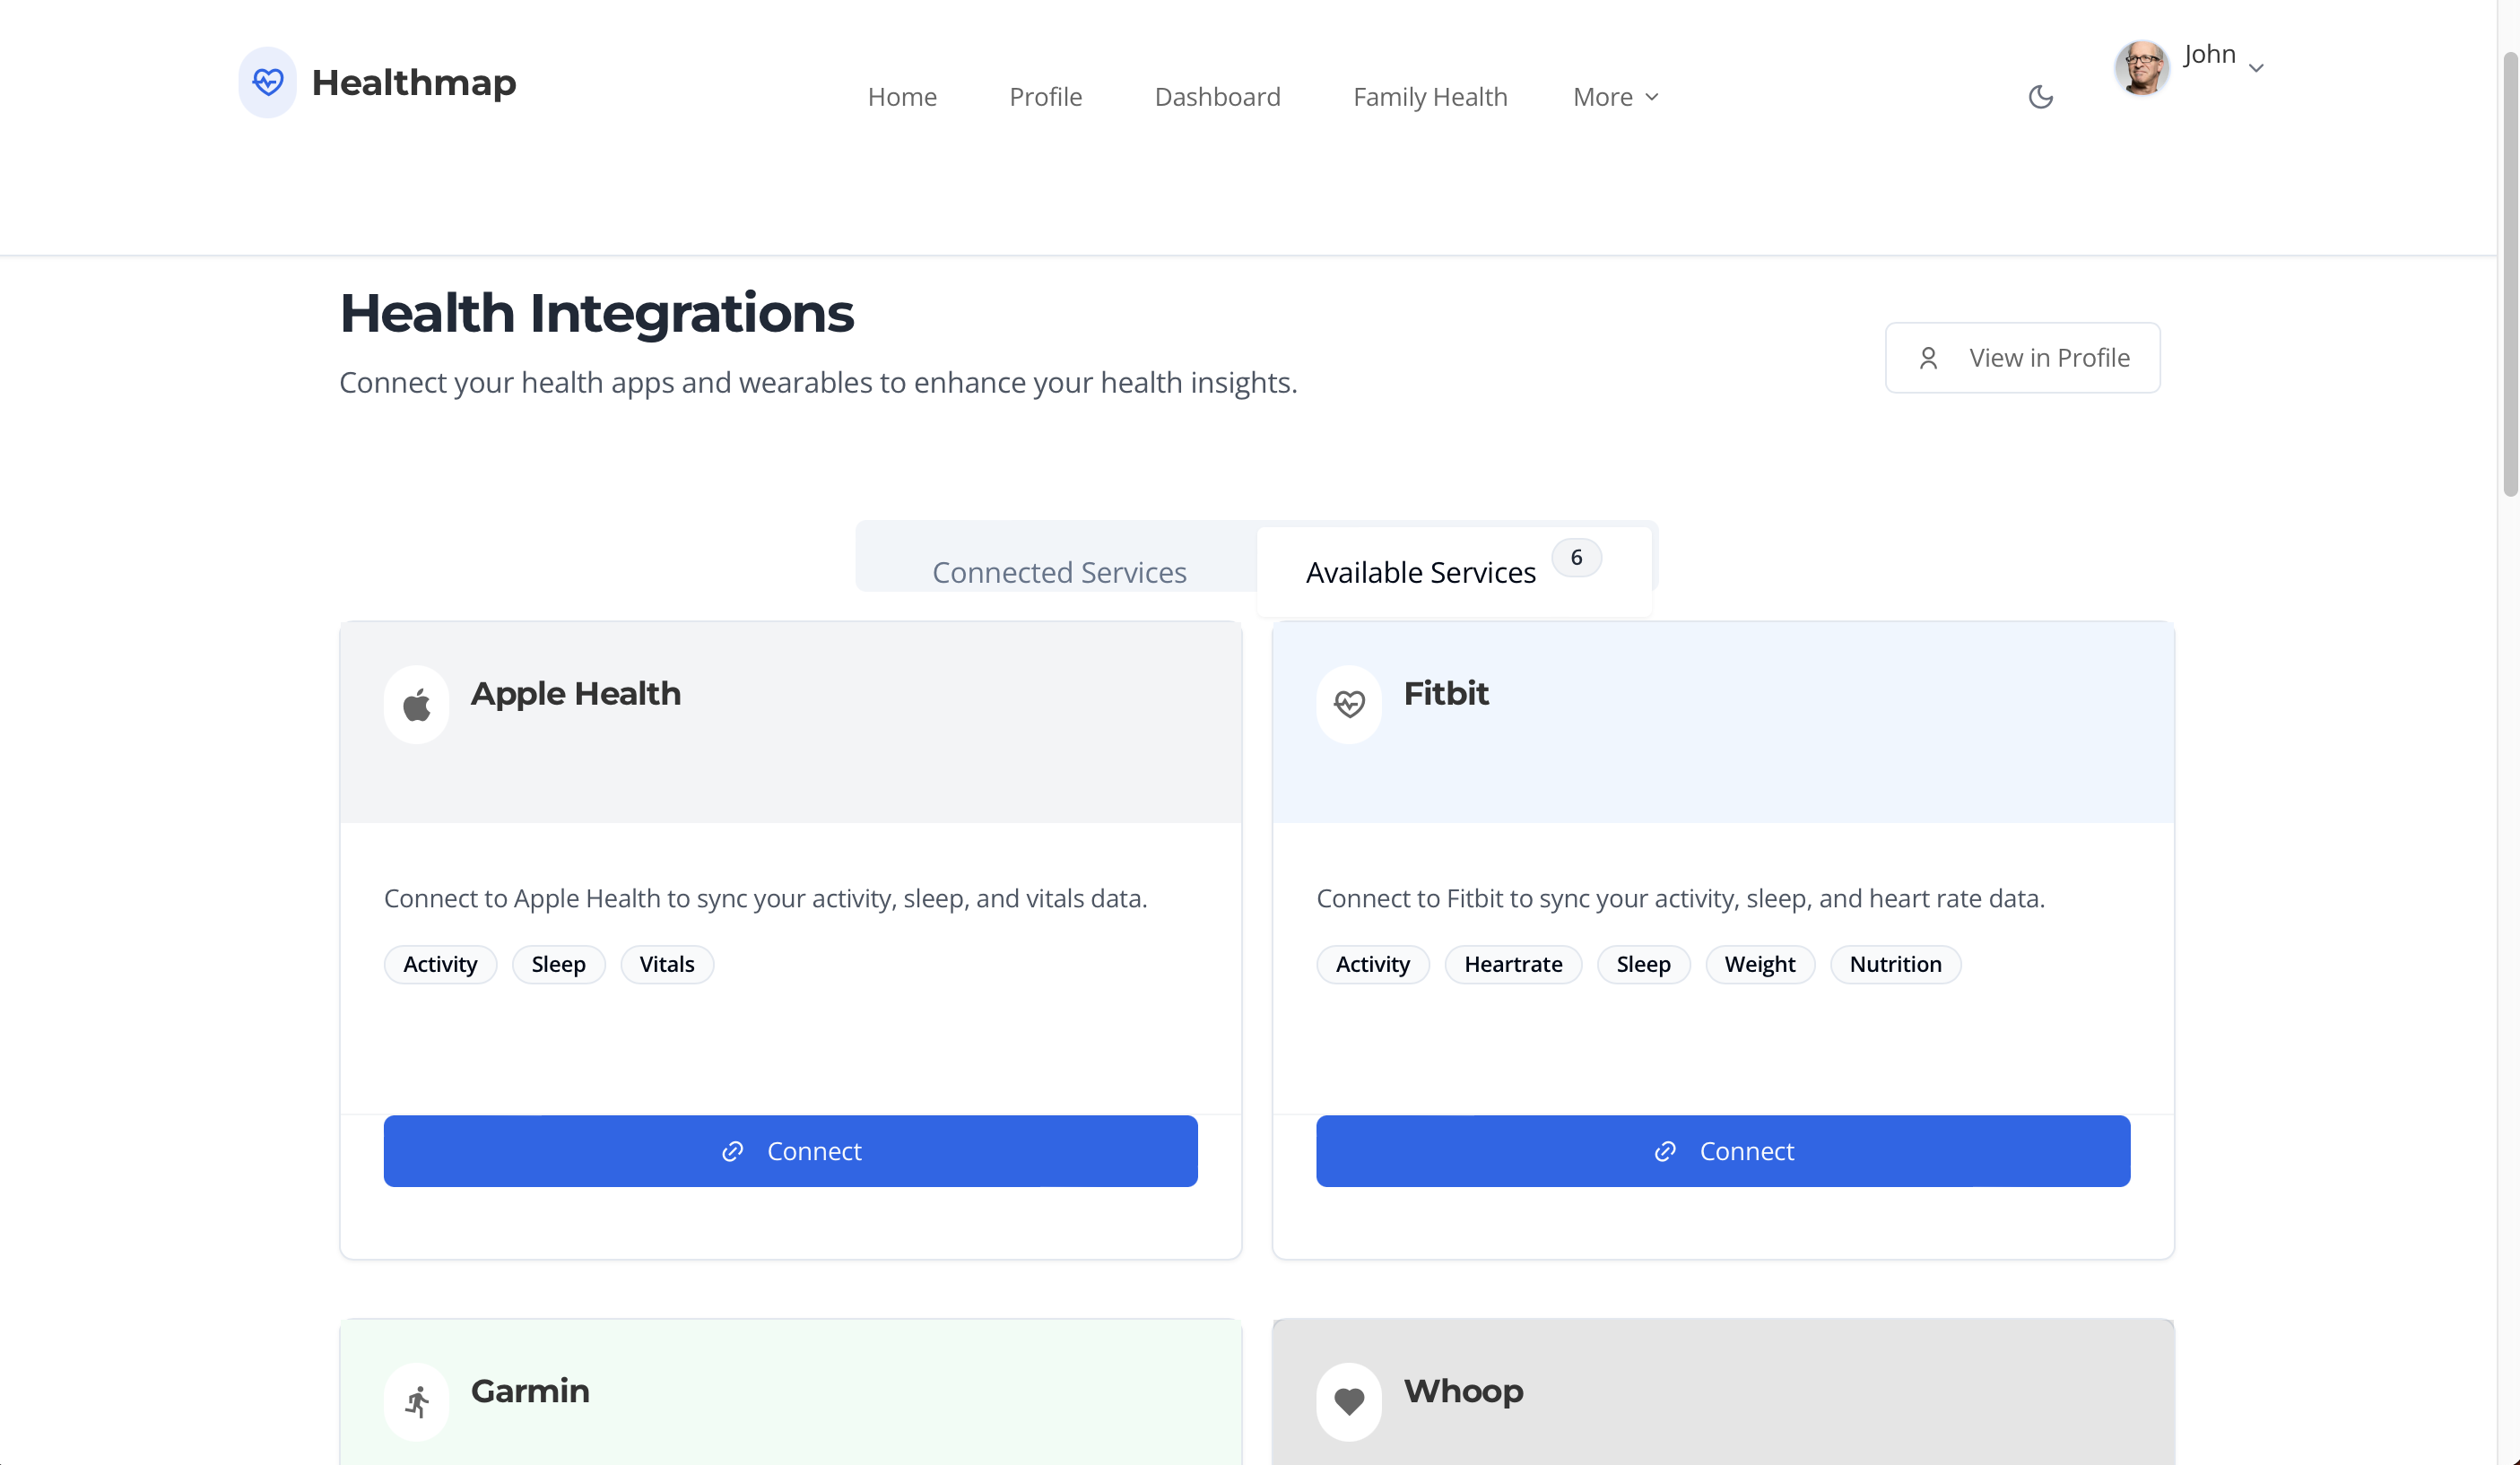 Healthmap
Home Profile Dashboard Family Health More
John
Health Integrations
Connect your health apps and wearables to enhance your health insights.
View in Profile
Connected Services
Available Services 6
Apple Health
Connect to Apple Health to sync your activity, sleep, and vitals data.
Activity Sleep Vitals
Connect
Fitbit
Connect to Fitbit to sync your activity, sleep, and heart rate data.
Activity Heartrate Sleep Weight Nutrition
Connect
Garmin
Whoop